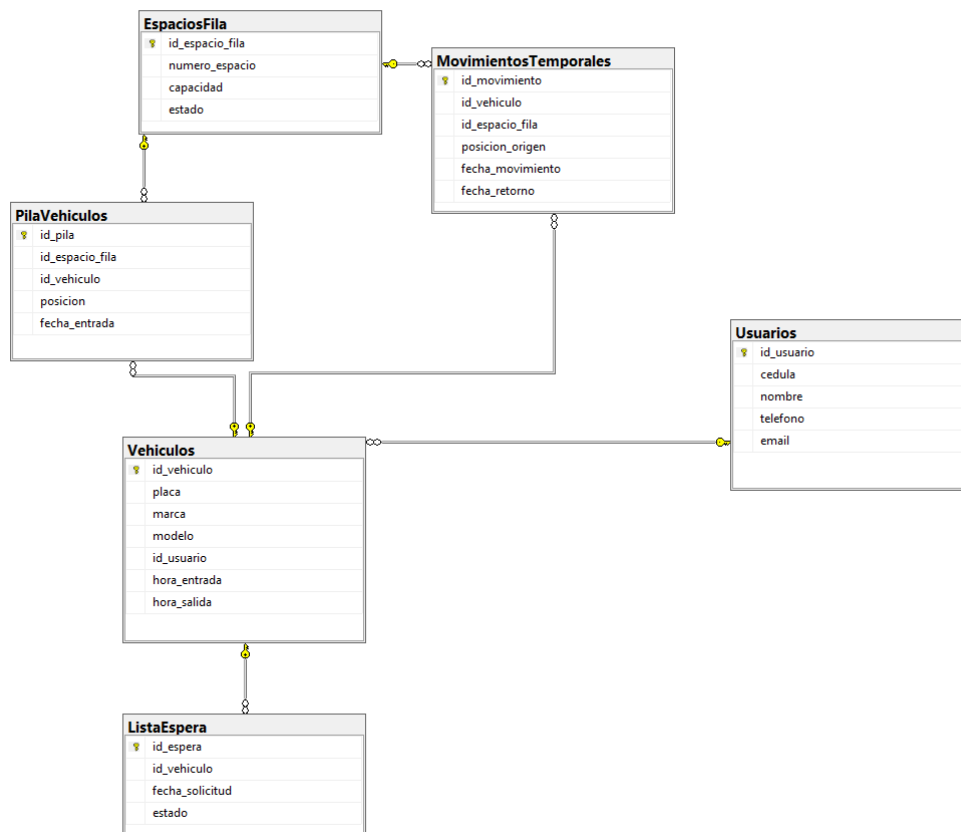 EspaciosFila
id_espacio_fila
numero_espacio
capacidad
estado
MovimientosTemporales
id_movimiento
id_vehiculo
id_espacio_fila
posicion_origen
fecha_movimiento
fecha_retorno
PilaVehiculos
id_pila
id_espacio_fila
id_vehiculo
posicion
fecha_entrada
Usuarios
id_usuario
cedula
nombre
telefono
email
Vehiculos
id_vehiculo
placa
marca
modelo
id_usuario
hora_entrada
hora_salida
ListaEspera
id_espera
id_vehiculo
fecha_solicitud
estado